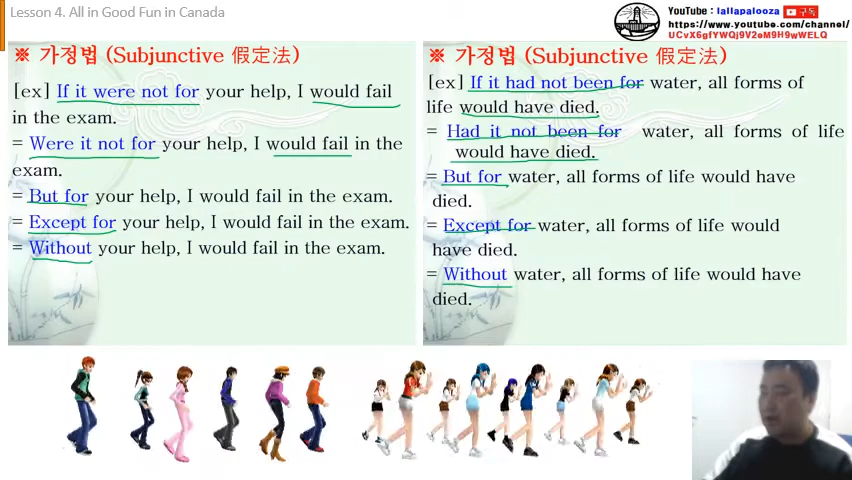 Lesson 4. All in Good Fun in Canada
YouTube : lallapalooza 구독
https://www.youtube.com/channel/
UCvX6gfYWQj9V2eM9H9wWELQ
※ 가정법 (Subjunctive 假定法)
[ex] If it were not for your help, I would fail
in the exam.
= Were it not for your help, I would fail in the
exam.
= But for your help, I would fail in the exam.
= Except for your help, I would fail in the exam.
= Without your help, I would fail in the exam.
※ 가정법 (Subjunctive 假定法)
[ex] If it had not been for water, all forms of
life would have died.
= Had it not been for water, all forms of life
would have died.
= But for water, all forms of life would have
died.
= Except for water, all forms of life would
have died.
= Without water, all forms of life would have
died.